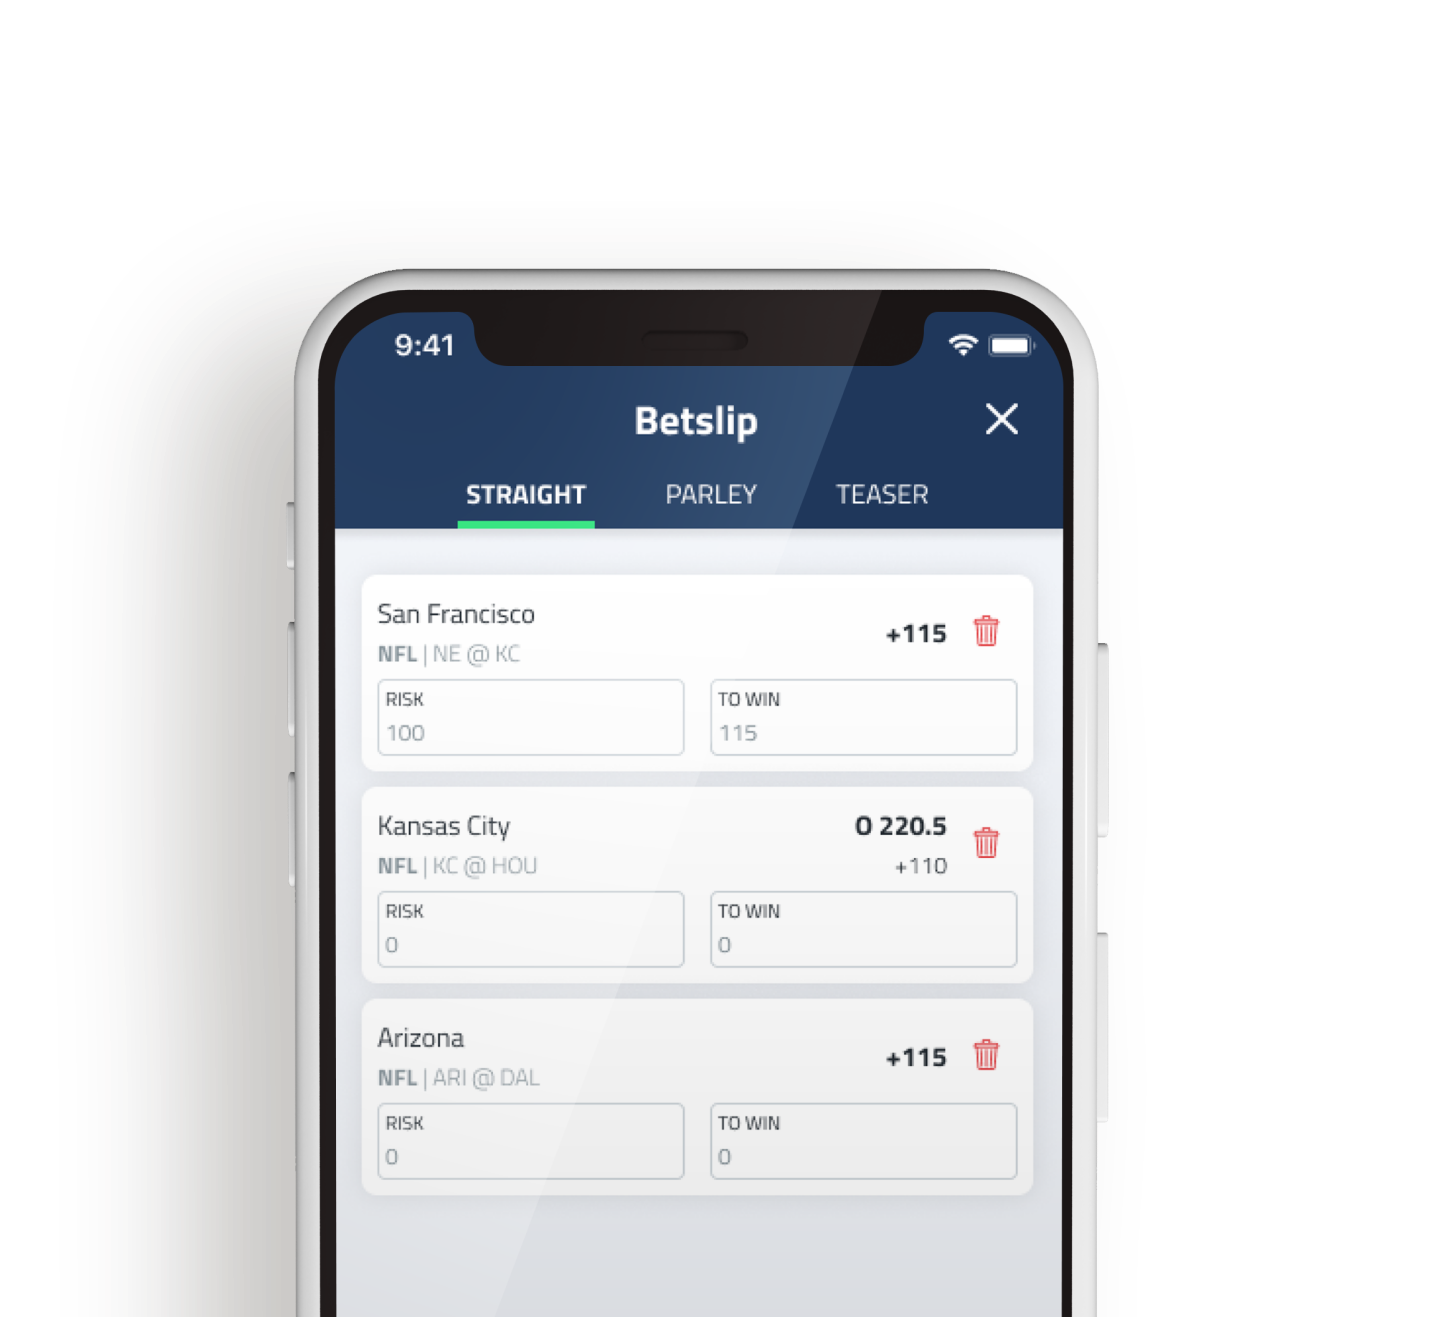 9:41
Betslip
STRAIGHT PARLEY TEASER
San Francisco
+115
NFL | NE @ KC
RISK TO WIN
100 115
Kansas City O 220.5
NFL | KC @ HOU +110
RISK TO WIN
0 0
Arizona
+115
NFL | ARI @ DAL
RISK TO WIN
0 0